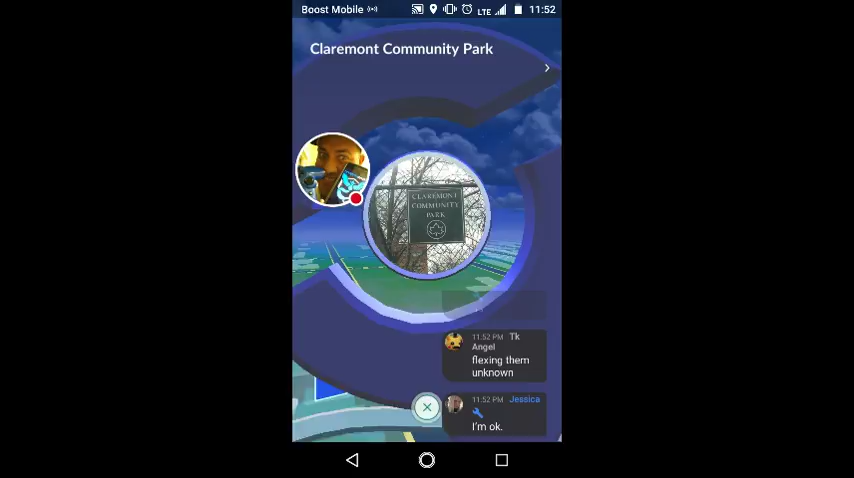 Boost Mobile LTE 11:52
Claremont Community Park
CLAREMONT
COMMUNITY
PARK
11:52 PM Tk
Angel
flexing them
unknown
11:52 PM Jessica
I'm ok.